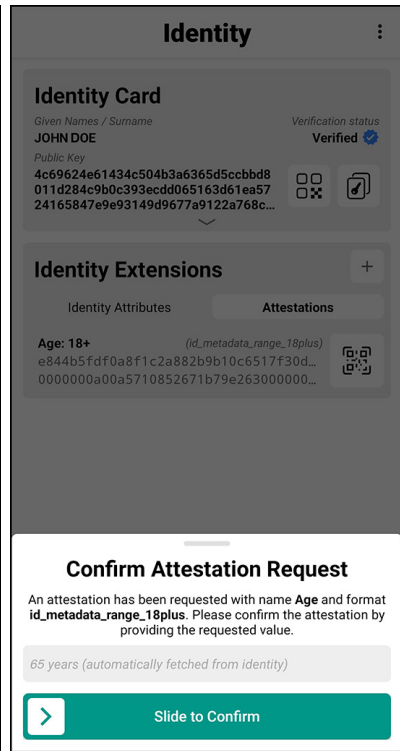 Identity
Identity Card
Given Names / Surname Verification status
JOHN DOE Verified
Public Key
4c69624e61434c504b3a6365d5ccbbd8
011d284c9b0c393ecdd065163d61ea57
24165847e9e93149d9677a9122a768c...
Identity Extensions
Identity Attributes Attestations
Age: 18+ (id_metadata_range_18plus)
e844b5fdf0a8f1c2a882b9b10c6517f30d...
0000000a00a5710852671b79e263000000...
Confirm Attestation Request
An attestation has been requested with name Age and format
id_metadata_range_18plus. Please confirm the attestation by
providing the requested value.
65 years (automatically fetched from identity)
Slide to Confirm